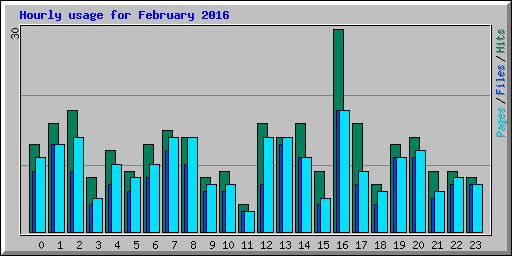 Hourly usage for February 2016
30
Pages/Files/Hits
0 1 2 3 4 5 6 7 8 9 10 11 12 13 14 15 16 17 18 19 20 21 22 23